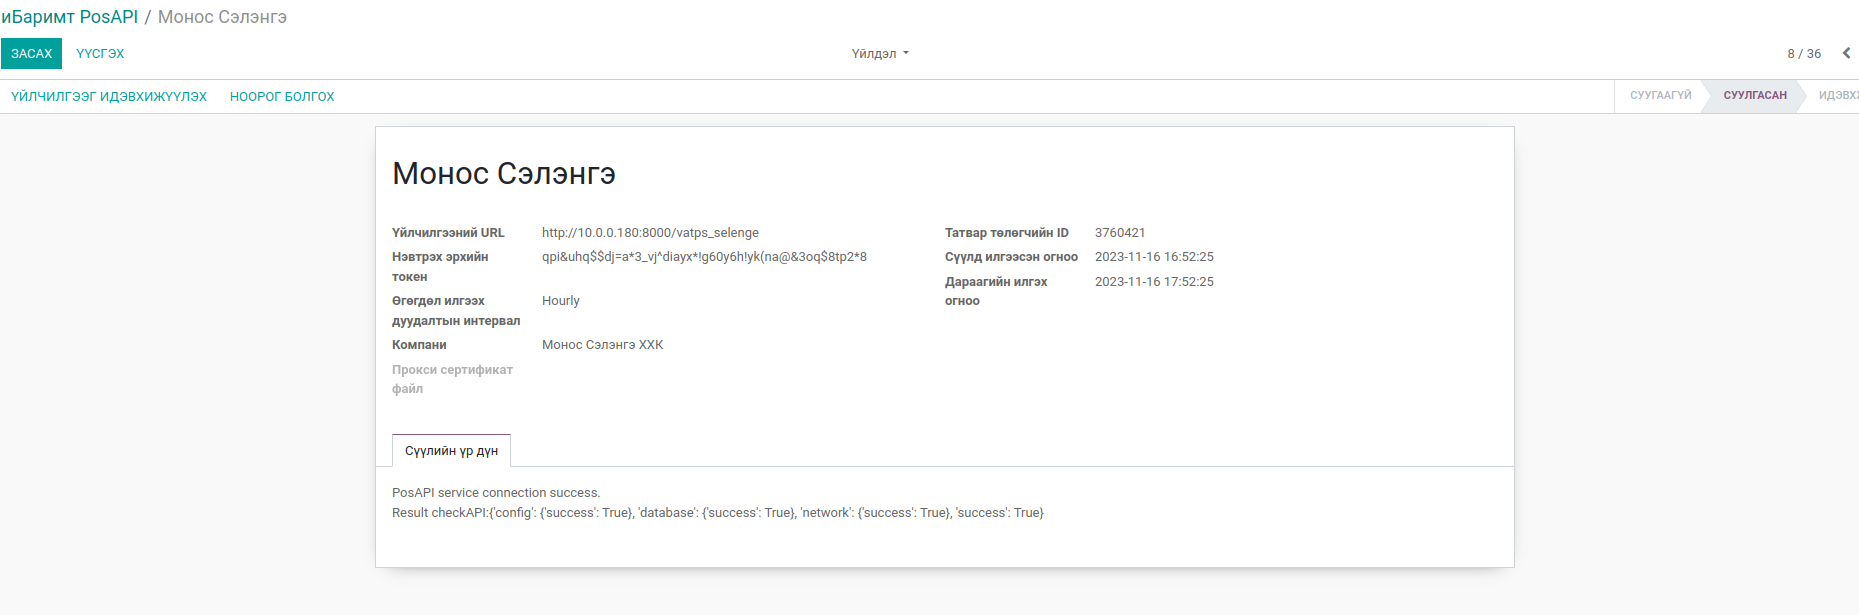 иБаримт PosAPI / Монос Сэлэнгэ
ЗАСАХ ҮҮСГЭХ Үйлдэл 8 / 36
ҮЙЛЧИЛГЭЭГ ИДЭВХИЖҮҮЛЭХ НООРОГ БОЛГОХ СУУГААГҮЙ СУУЛГАСАН ИДЭВХ
Монос Сэлэнгэ
Үйлчилгээний URL http://10.0.0.180:8000/vatps_selenge
Нэвтрэх эрхийн токен qpi&uhq$$dj=a*3_vj^diayx*!g60y6h!yk(na@&3oq$8tp2*8
Өгөгдөл илгээх дуудалтын интервал Hourly
Компани Монос Сэлэнгэ ХХК
Прокси сертификат файл
Татвар төлөгчийн ID 3760421
Сүүлд илгээсэн огноо 2023-11-16 16:52:25
Дараагийн илгэх огноо 2023-11-16 17:52:25
Сүүлийн үр дүн
PosAPI service connection success.
Result checkAPI:{'config': {'success': True}, 'database': {'success': True}, 'network': {'success': True}, 'success': True}